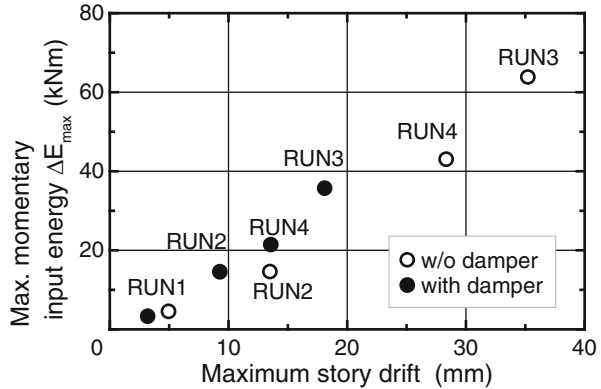 80
60
40
20
0
10
20
30
40
Max. momentary
input energy ΔE_max (kNm)
Maximum story drift (mm)
RUN3
RUN4
RUN3
RUN4
RUN2
RUN2
RUN1
w/o damper
with damper